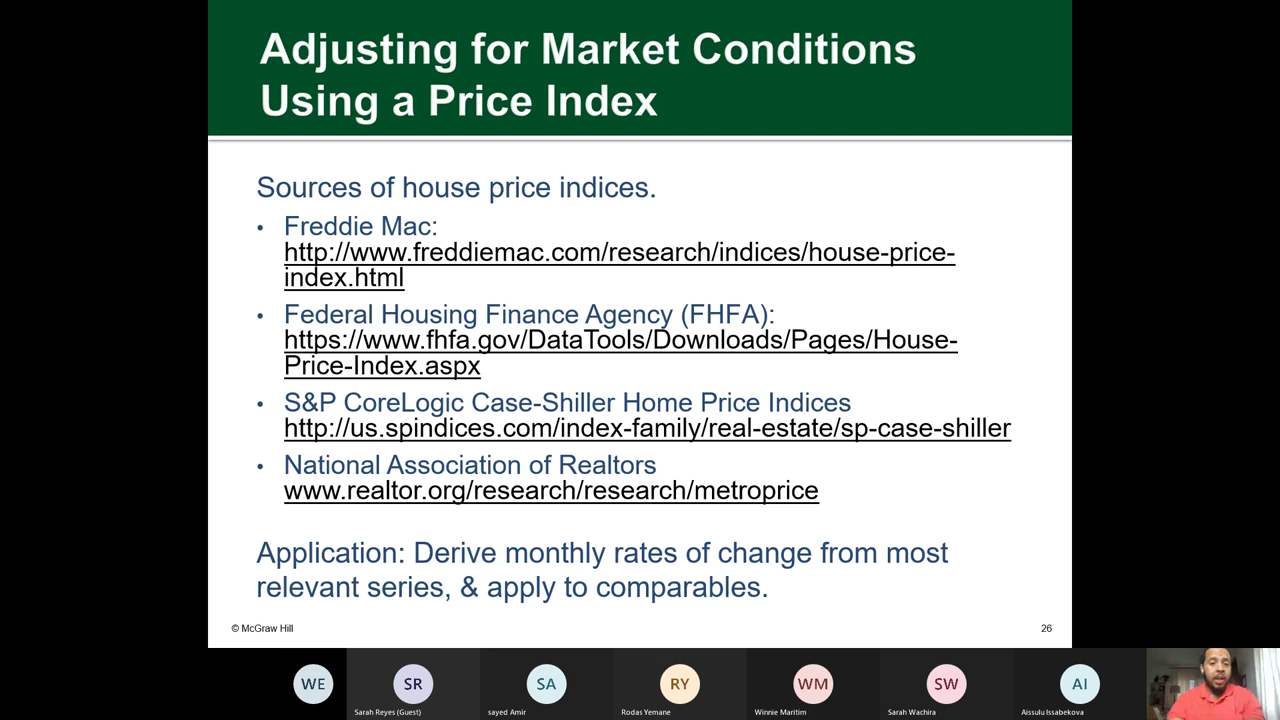 Adjusting for Market Conditions
Using a Price Index
Sources of house price indices.
• Freddie Mac:
http://www.freddiemac.com/research/indices/house-price-
index.html
• Federal Housing Finance Agency (FHFA):
https://www.fhfa.gov/DataTools/Downloads/Pages/House-
Price-Index.aspx
• S&P CoreLogic Case-Shiller Home Price Indices
http://us.spindices.com/index-family/real-estate/sp-case-shiller
• National Association of Realtors
www.realtor.org/research/research/metroprice
Application: Derive monthly rates of change from most
relevant series, & apply to comparables.
© McGraw Hill
26
WE
SR
SA
RY
WM
SW
AI
Sarah Reyes (Guest)
sayed Amir
Rodas Yemane
Winnie Maritim
Sarah Wachira
Aissulu Issabekova